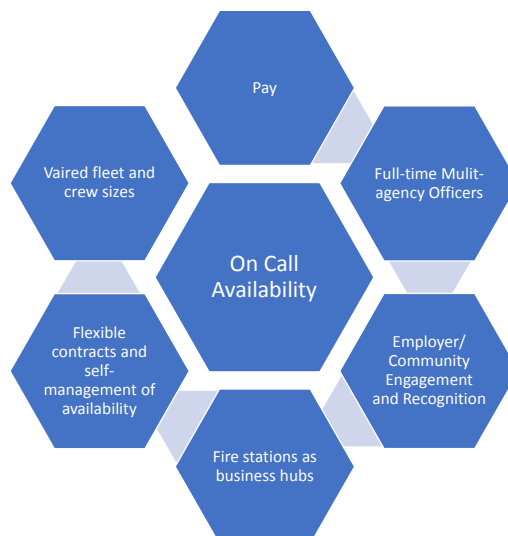 Pay
Full-time Mulit-
agency Officers
Employer/
Community
Engagement
and Recognition
Fire stations as
business hubs
Flexible
contracts and
self-
management of
availability
Vaired fleet and
crew sizes
On Call
Availability